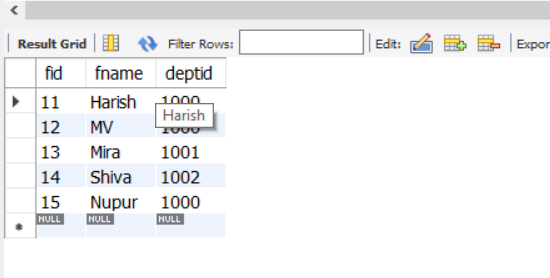 Result Grid Filter Rows: Edit: Expor
fid fname deptid
11 Harish 1000
Harish
12 MV 1000
13 Mira 1001
14 Shiva 1002
15 Nupur 1000
NULL NULL NULL